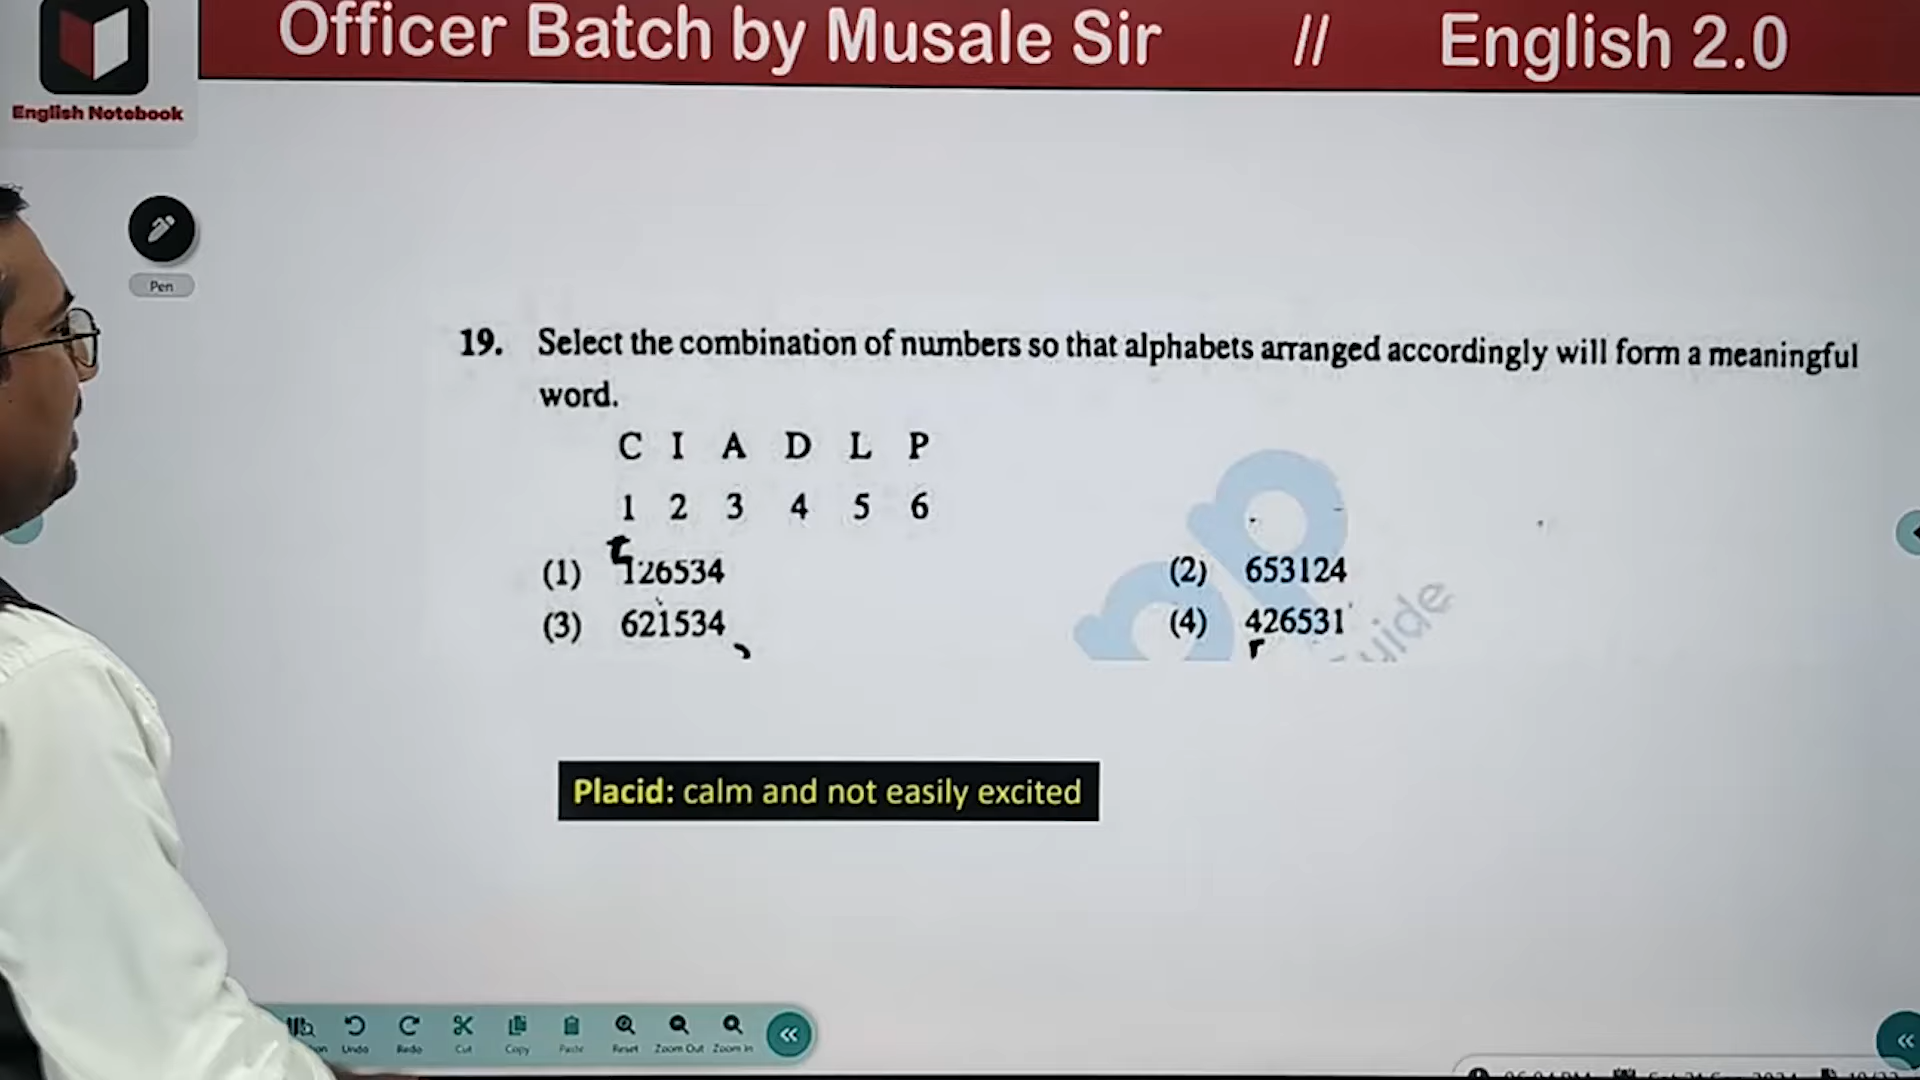 Officer Batch by Musale Sir // English 2.0
English Notebook
Pen
19. Select the combination of numbers so that alphabets arranged accordingly will form a meaningful
word.
C I A D L P
1 2 3 4 5 6
(1) 126534 (2) 653124
(3) 621534 (4) 426531
Placid: calm and not easily excited
Undo Redo Cut Copy Paste Reset Zoom Out Zoom In